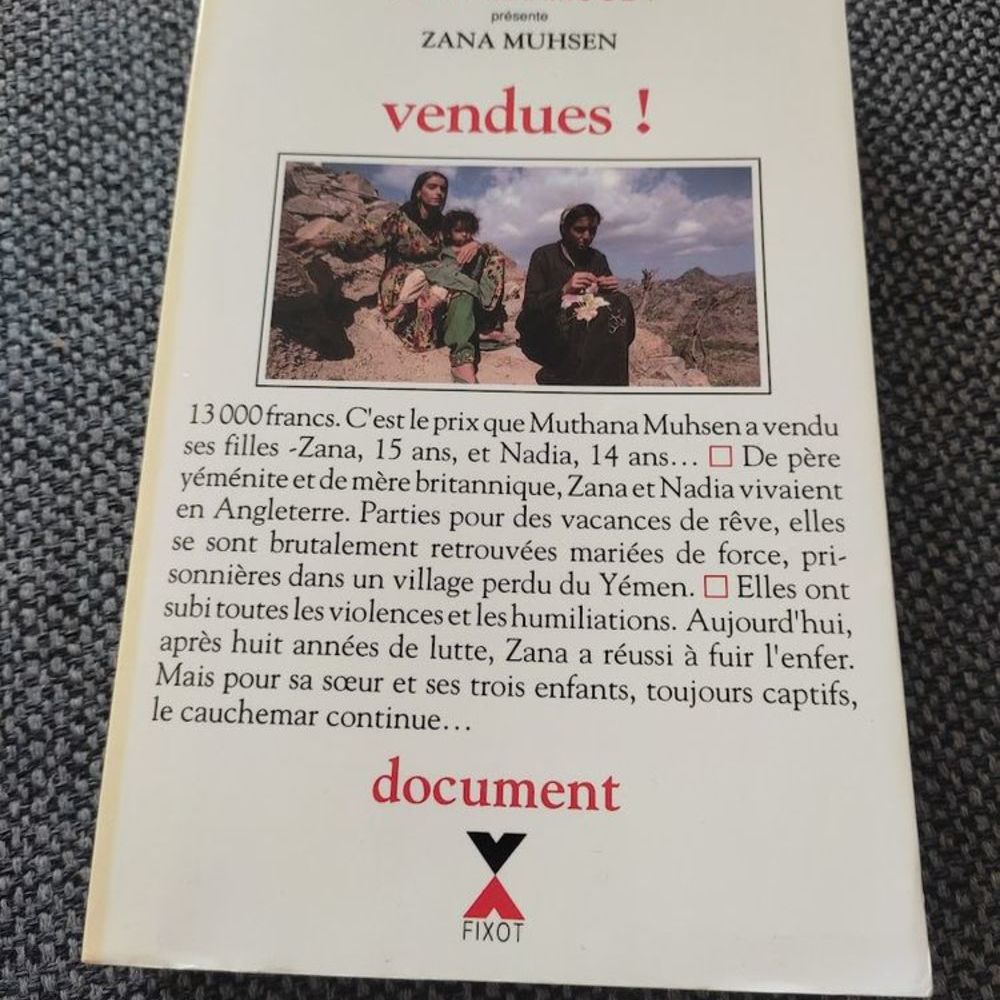 présente
ZANA MUHSEN
vendues !
13 000 francs. C'est le prix que Muthana Muhsen a vendu
ses filles -Zana, 15 ans, et Nadia, 14 ans... □ De père
yéménite et de mère britannique, Zana et Nadia vivaient
en Angleterre. Parties pour des vacances de rêve, elles
se sont brutalement retrouvées mariées de force, pri-
sonnières dans un village perdu du Yémen. □ Elles ont
subi toutes les violences et les humiliations. Aujourd'hui,
après huit années de lutte, Zana a réussi à fuir l'enfer.
Mais pour sa sœur et ses trois enfants, toujours captifs,
le cauchemar continue...
document
FIXOT